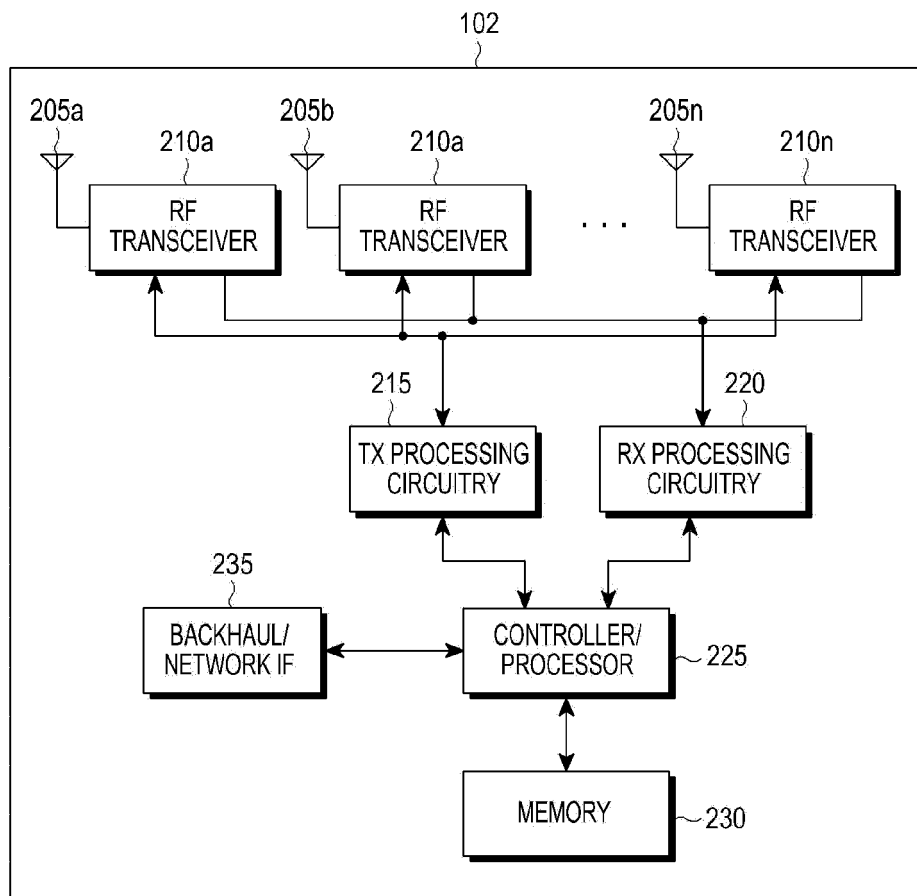 102
205a
205b
205n
210a
210a
210n
RF
TRANSCEIVER
RF
TRANSCEIVER
. . .
RF
TRANSCEIVER
215
220
TX PROCESSING
CIRCUITRY
RX PROCESSING
CIRCUITRY
235
BACKHAUL/
NETWORK IF
CONTROLLER/
PROCESSOR
225
MEMORY
230